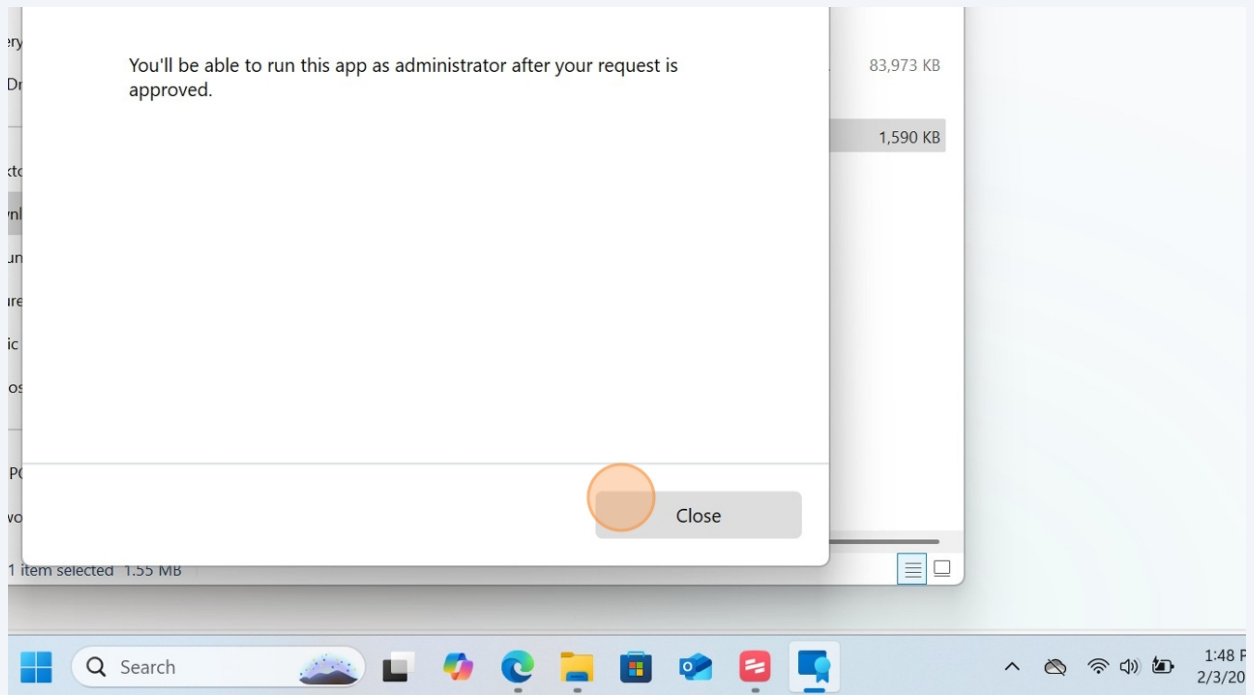 You'll be able to run this app as administrator after your request is
approved.
83,973 KB
1,590 KB
Close
1 item selected 1.55 MB
Search
1:48
2/3/20